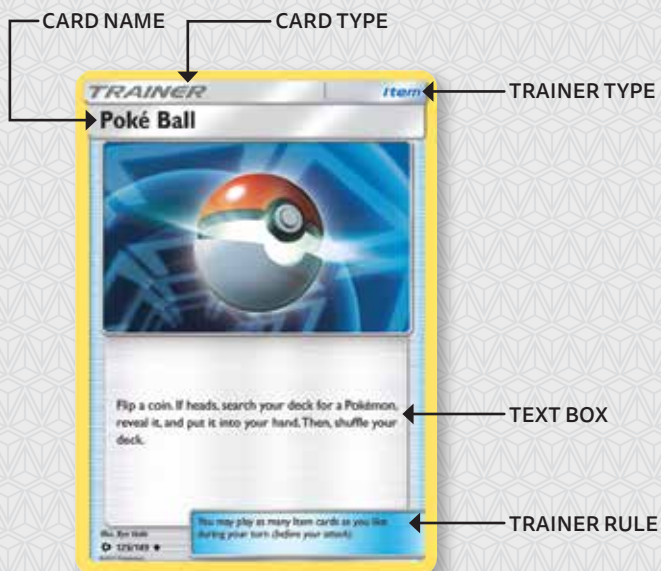 CARD NAME
CARD TYPE
TRAINER
Item
TRAINER TYPE
Poké Ball
Flip a coin. If heads, search your deck for a Pokémon,
reveal it, and put it into your hand. Then, shuffle your
deck.
TEXT BOX
You may play as many Item cards as you like
during your turn (before your attack).
TRAINER RULE
125/149